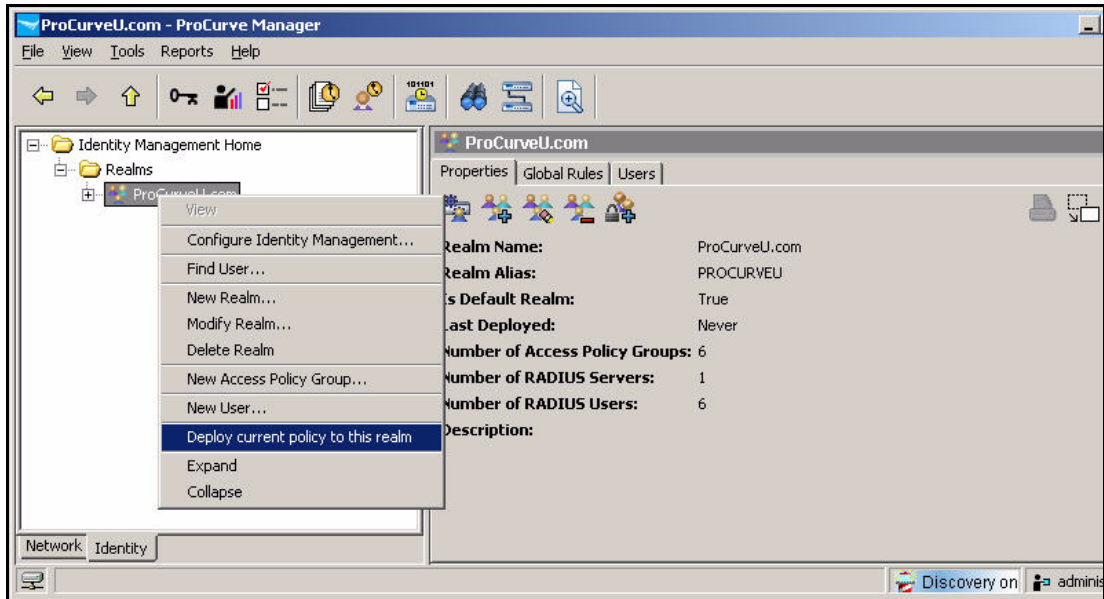 ProCurveU.com - ProCurve Manager
File View Tools Reports Help
101101
Identity Management Home
Realms
ProCurveU.com
View
Configure Identity Management...
Find User...
New Realm...
Modify Realm...
Delete Realm
New Access Policy Group...
New User...
Deploy current policy to this realm
Expand
Collapse
Network Identity
ProCurveU.com
Properties Global Rules Users
Realm Name: ProCurveU.com
Realm Alias: PROCURVEU
Is Default Realm: True
Last Deployed: Never
Number of Access Policy Groups: 6
Number of RADIUS Servers: 1
Number of RADIUS Users: 6
Description:
Discovery on adminis